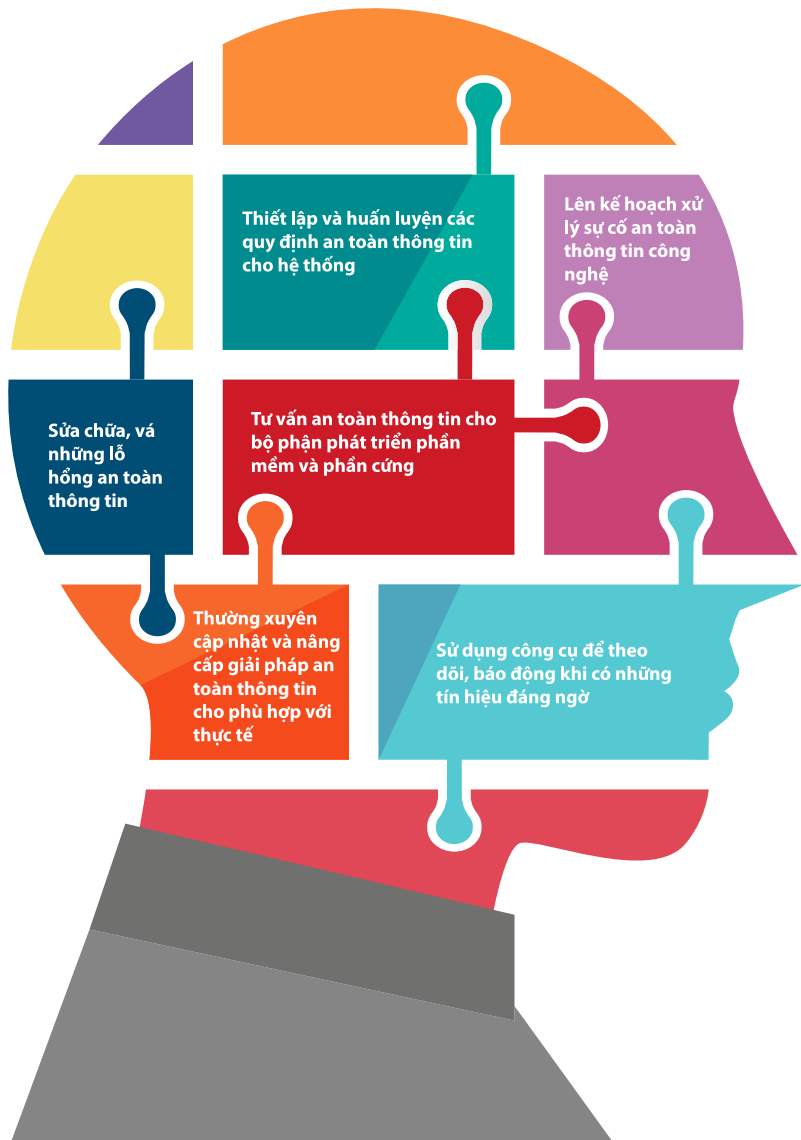 Thiết lập và huấn luyện các
quy định an toàn thông tin
cho hệ thống
Lên kế hoạch xử
lý sự cố an toàn
thông tin công
nghệ
Sửa chữa, vá
những lỗ
hổng an toàn
thông tin
Tư vấn an toàn thông tin cho
bộ phận phát triển phần
mềm và phần cứng
Thường xuyên
cập nhật và nâng
cấp giải pháp an
toàn thông tin
cho phù hợp với
thực tế
Sử dụng công cụ để theo
dõi, báo động khi có những
tín hiệu đáng ngờ